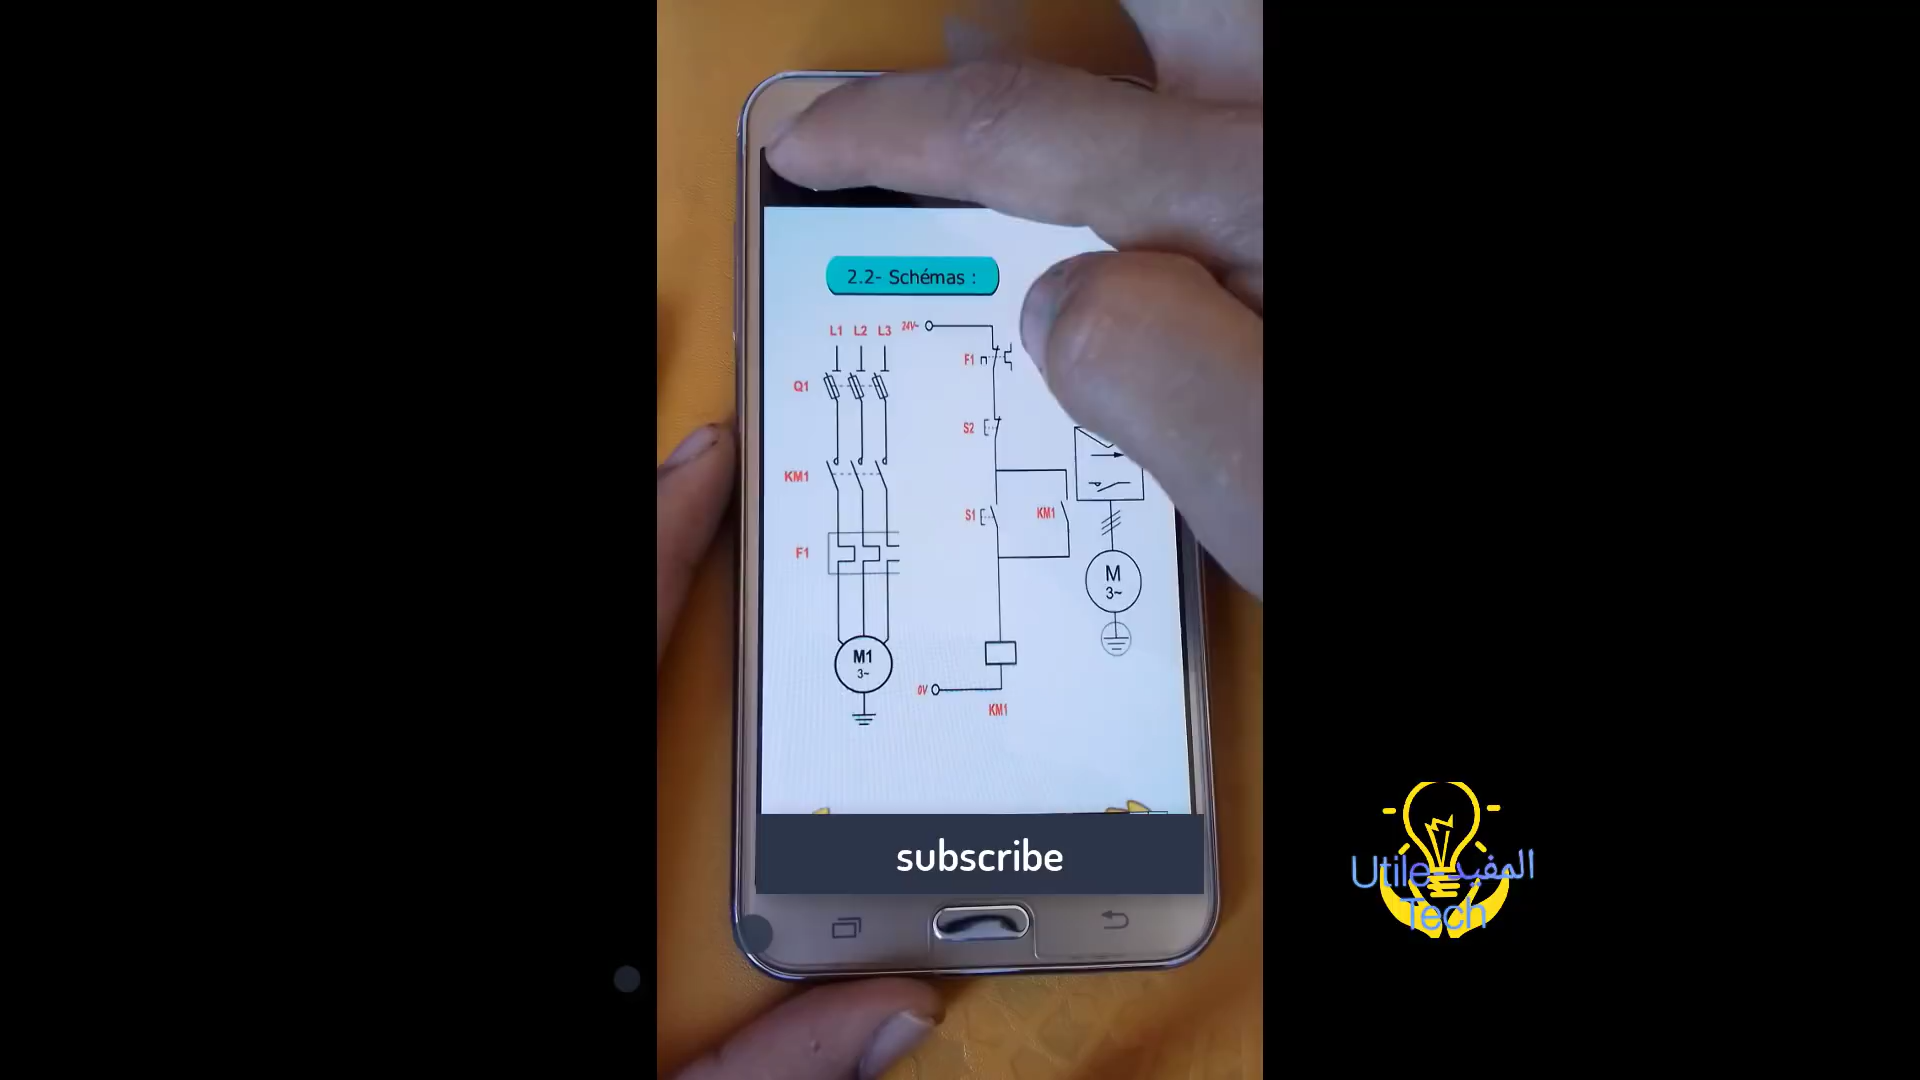 2.2- Schémas :
L1 L2 L3
24V~
Q1
F1
S2
KM1
S1
KM1
F1
M
3~
M1
3~
0V
KM1
subscribe
Utile المفيد
Tech